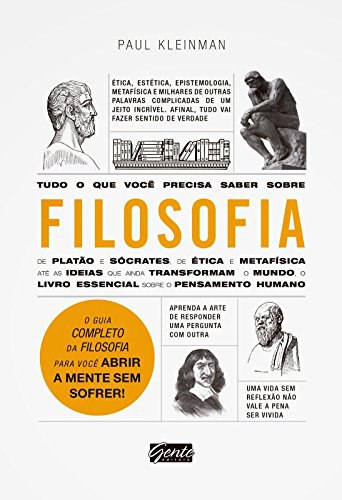 PAUL KLEINMAN
ÉTICA, ESTÉTICA, EPISTEMOLOGIA,
METAFÍSICA E MILHARES DE OUTRAS
PALAVRAS COMPLICADAS DE UM
JEITO INCRÍVEL. AFINAL, TUDO VAI
FAZER SENTIDO DE VERDADE
TUDO O QUE VOCÊ PRECISA SABER SOBRE
FILOSOFIA
DE PLATÃO E SÓCRATES, DE ÉTICA E METAFÍSICA
ATÉ AS IDEIAS QUE AINDA TRANSFORMAM O MUNDO, O
LIVRO ESSENCIAL SOBRE O PENSAMENTO HUMANO
O GUIA
COMPLETO
DA FILOSOFIA
PARA VOCÊ ABRIR
A MENTE SEM
SOFRER!
APRENDA A ARTE
DE RESPONDER
UMA PERGUNTA
COM OUTRA
UMA VIDA SEM
REFLEXÃO NÃO
VALE A PENA
SER VIVIDA
Gente
EDITORA